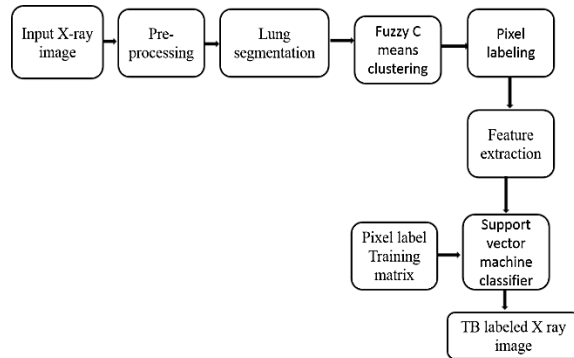 Input X-ray
image
Pre-
processing
Lung
segmentation
Fuzzy C
means
clustering
Pixel
labeling
Feature
extraction
Pixel label
Training
matrix
Support
vector
machine
classifier
TB labeled X ray
image